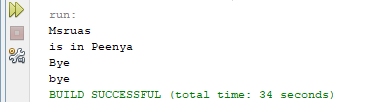 run:
Msruas
is in Peenya
Bye
bye
BUILD SUCCESSFUL (total time: 34 seconds)